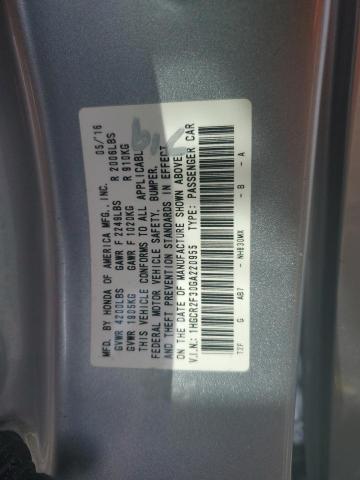 MFD. BY HONDA OF AMERICA MFG., INC. 05/'16
GVWR 4200LBS GAWR F 2249LBS R 2006LBS
GVWR 1905KG GAWR F 1020KG R 910KG
THIS VEHICLE CONFORMS TO ALL APPLICABLE
FEDERAL MOTOR VEHICLE SAFETY, BUMPER,
AND THEFT PREVENTION STANDARDS IN EFFECT
ON THE DATE OF MANUFACTURE SHOWN ABOVE.
V.I.N.: 1HGCR2F30GA220955 TYPE: PASSENGER CAR
T2F G AB7 - NH830MX - B - A